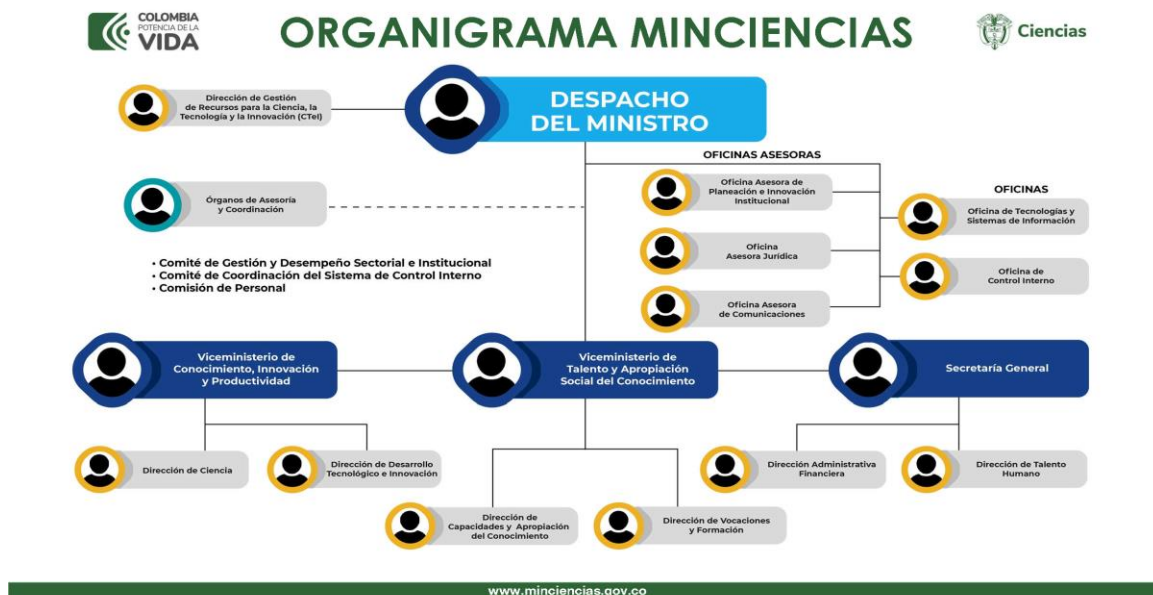 COLOMBIA
POTENCIA DE LA
VIDA
ORGANIGRAMA MINCIENCIAS
Ciencias
Dirección de Gestión
de Recursos para la Ciencia, la
Tecnología y la Innovación (CTeI)
DESPACHO
DEL MINISTRO
OFICINAS ASESORAS
Oficina Asesora de
Planeación e Innovación
Institucional
OFICINAS
Órganos de Asesoría
y Coordinación
Oficina de Tecnologías y
Sistemas de Información
Oficina
Asesora Jurídica
• Comité de Gestión y Desempeño Sectorial e Institucional
• Comité de Coordinación del Sistema de Control Interno
• Comisión de Personal
Oficina de
Control Interno
Oficina Asesora
de Comunicaciones
Viceministerio de
Conocimiento, Innovación
y Productividad
Viceministerio de
Talento y Apropiación
Social del Conocimiento
Secretaría General
Dirección de Ciencia
Dirección de Desarrollo
Tecnológico e Innovación
Dirección Administrativa
Financiera
Dirección de Talento
Humano
Dirección de
Capacidades y Apropiación
del Conocimiento
Dirección de Vocaciones
y Formación
www.minciencias.gov.co